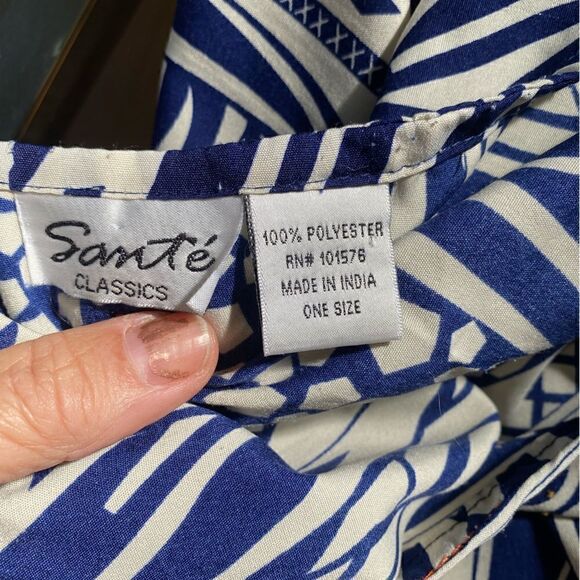 Santé
CLASSICS
100% POLYESTER
RN# 101576
MADE IN INDIA
ONE SIZE